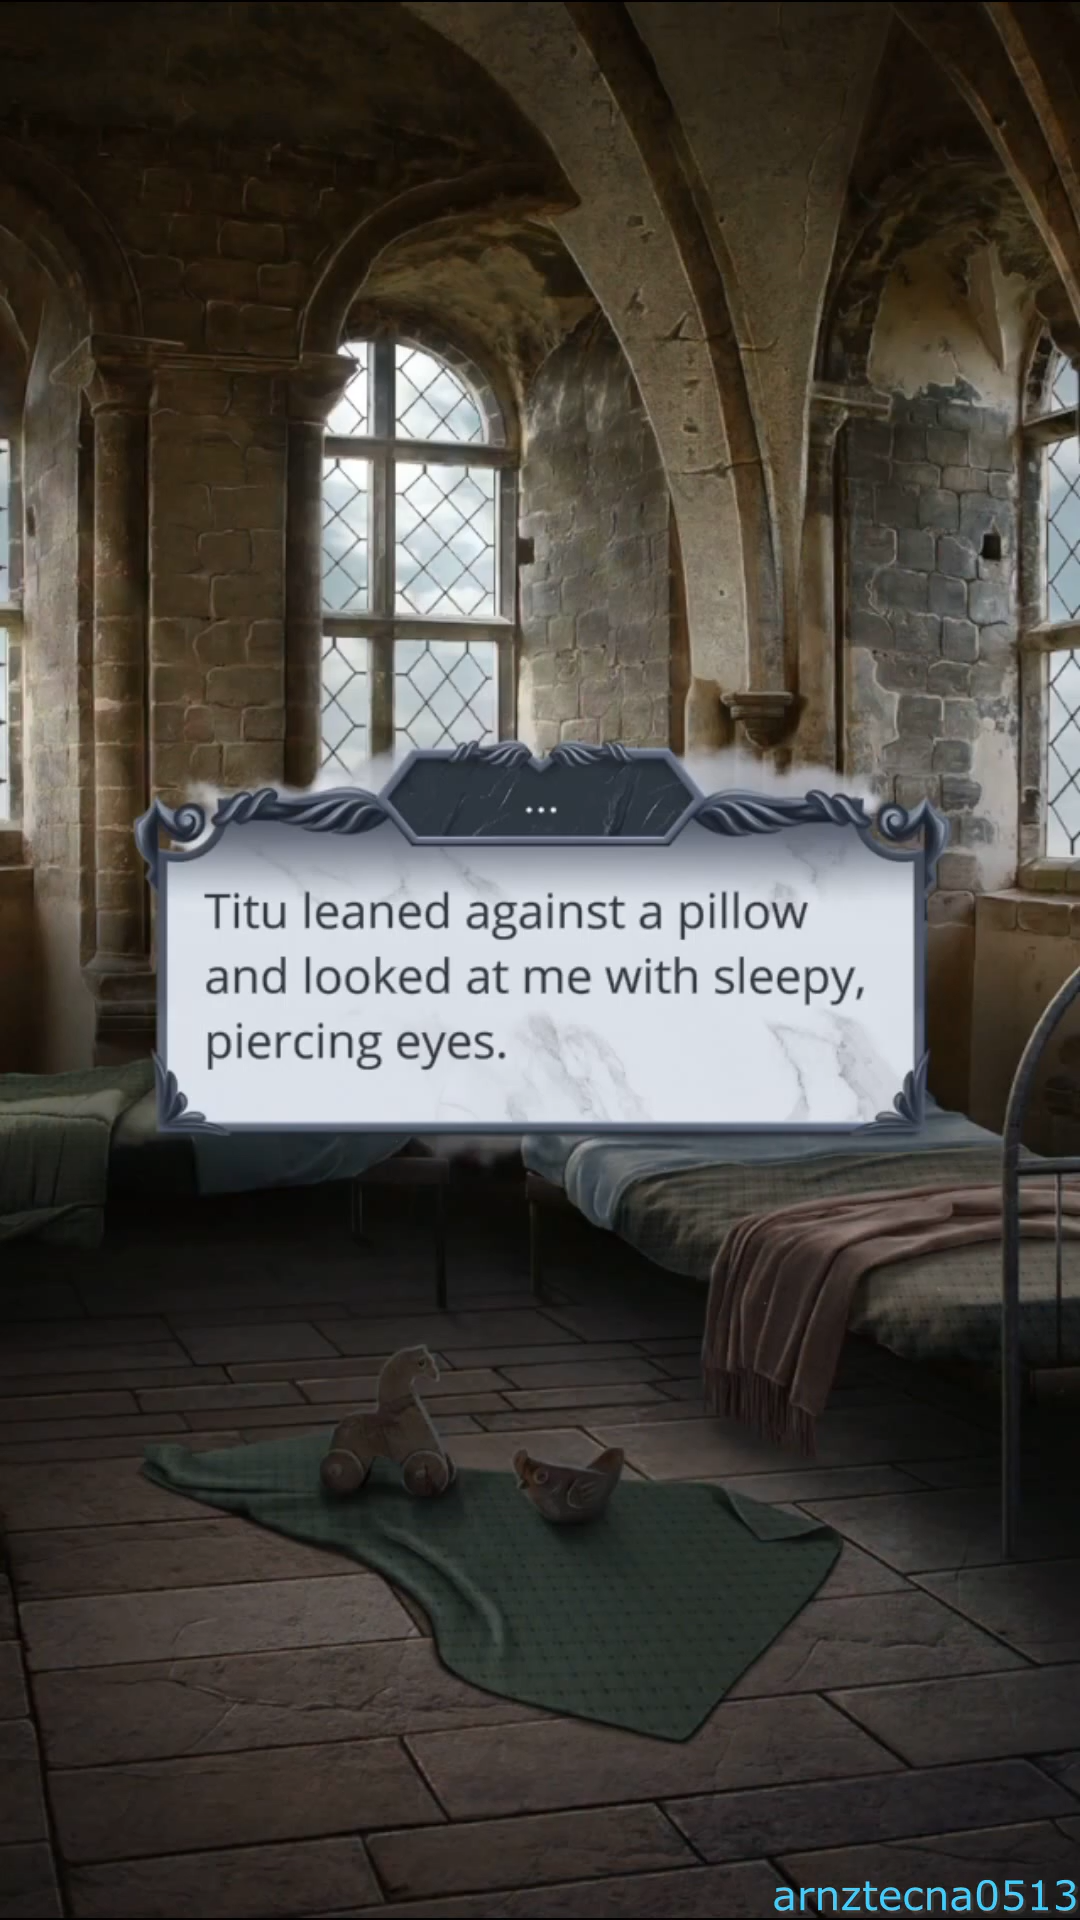 ...
Titu leaned against a pillow
and looked at me with sleepy,
piercing eyes.
arnztecna0513